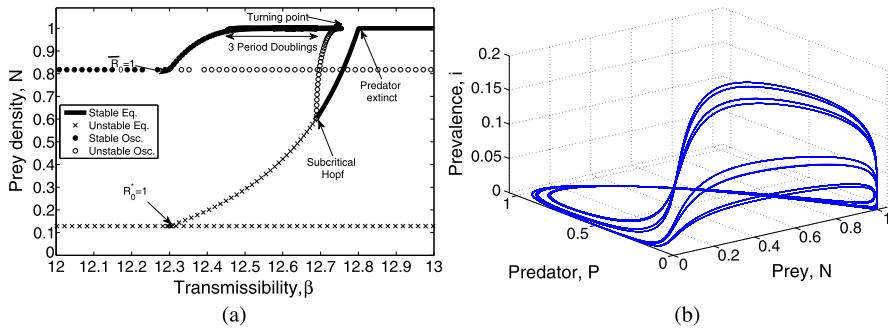 (a)
Turning point
1
R̅₀=1
3 Period Doublings
0.9
0.8
Predator
extinct
0.7
Stable Eq.
Unstable Eq.
Stable Osc.
Unstable Osc.
0.6
0.5
Subcritical
Hopf
0.4
0.3
R₀*=1
0.2
0.1
0
Prey density, N
12 12.1 12.2 12.3 12.4 12.5 12.6 12.7 12.8 12.9 13
Transmissibility,β
0.2
0.15
0.1
0.05
0
Prevalence, i
1
0.5
0
Predator, P
0 0.2 0.4 0.6 0.8 1
Prey, N
(a)
(b)